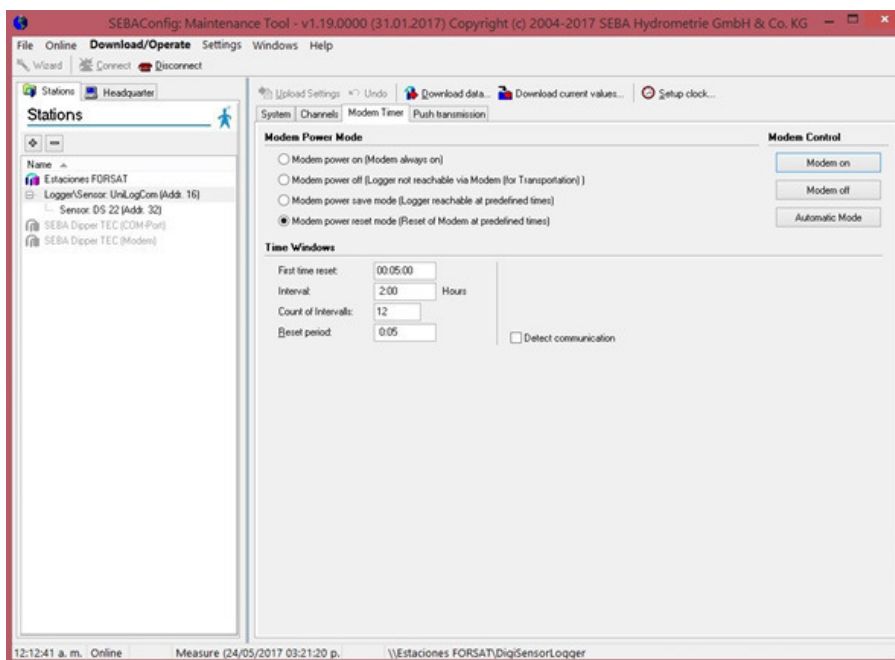 SEBAConfig: Maintenance Tool - v1.19.0000 (31.01.2017) Copyright (c) 2004-2017 SEBA Hydrometrie GmbH & Co. KG
File Online Download/Operate Settings Windows Help
Wizard Connect Disconnect
Stations Headquarter
Stations
Name
Estaciones FORSAT
Logger\Sensor: UniLogCom (Addr. 16)
Sensor: DS 22 (Addr. 32)
SEBA Dipper TEC (COM-Port)
SEBA Dipper TEC (Modem)
Upload Settings Undo Download data... Download current values... Setup clock...
System Channels Modem Timer Push transmission
Modem Power Mode
Modem power on (Modem always on)
Modem power off (Logger not reachable via Modem (for Transportation) )
Modem power save mode (Logger reachable at predefined times)
Modem power reset mode (Reset of Modem at predefined times)
Modem Control
Modem on
Modem off
Automatic Mode
Time Windows
First time reset: 00:05:00
Interval: 2:00 Hours
Count of Intervalls: 12
Reset period: 0:05
Detect communication
12:12:41 a. m. Online Measure (24/05/2017 03:21:20 p. \\Estaciones FORSAT\DigiSensorLogger